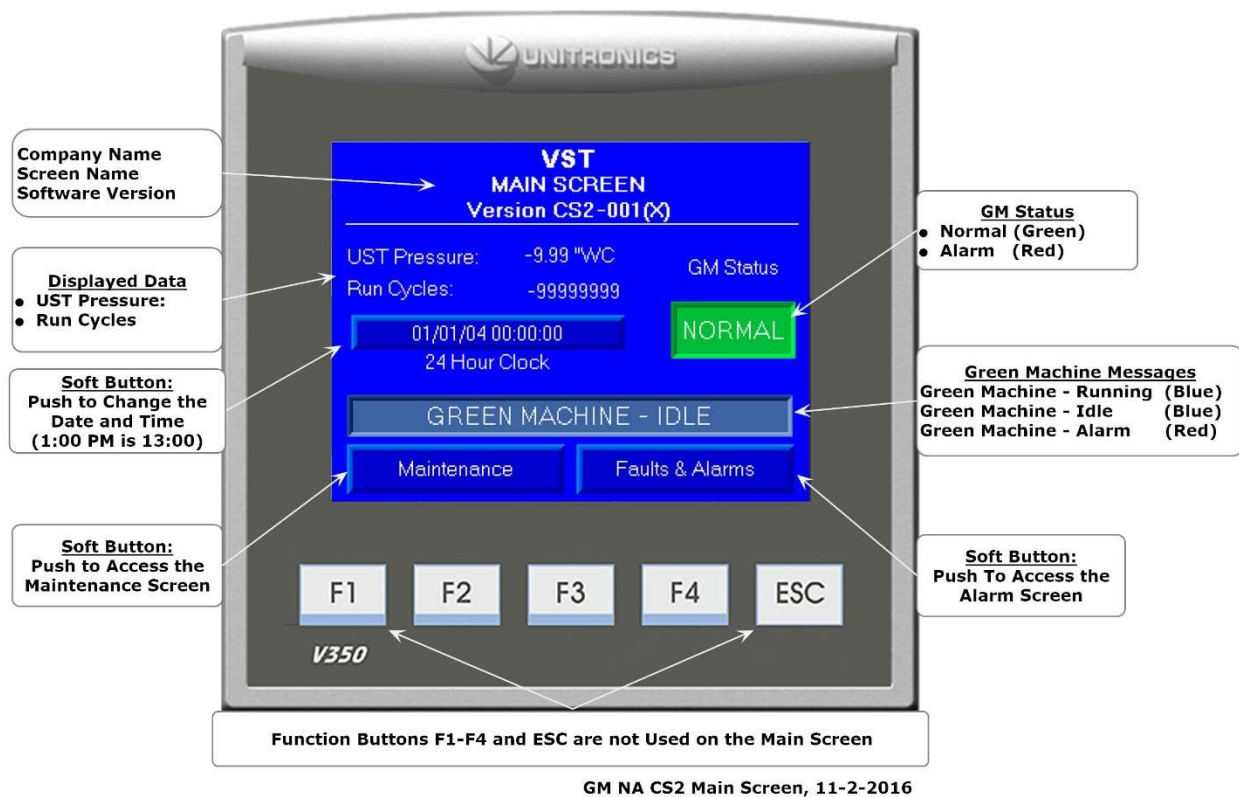 UNITRONICS
Company Name
Screen Name
Software Version
VST
MAIN SCREEN
Version CS2-001(X)
GM Status
• Normal (Green)
• Alarm (Red)
Displayed Data
• UST Pressure:
• Run Cycles
UST Pressure: -9.99 "WC
Run Cycles: -99999999
GM Status
NORMAL
01/01/04 00:00:00
24 Hour Clock
Soft Button:
Push to Change the
Date and Time
(1:00 PM is 13:00)
Green Machine Messages
Green Machine - Running (Blue)
Green Machine - Idle (Blue)
Green Machine - Alarm (Red)
GREEN MACHINE - IDLE
Maintenance
Faults & Alarms
Soft Button:
Push to Access the
Maintenance Screen
Soft Button:
Push To Access the
Alarm Screen
F1
F2
F3
F4
ESC
V350
Function Buttons F1-F4 and ESC are not Used on the Main Screen
GM NA CS2 Main Screen, 11-2-2016